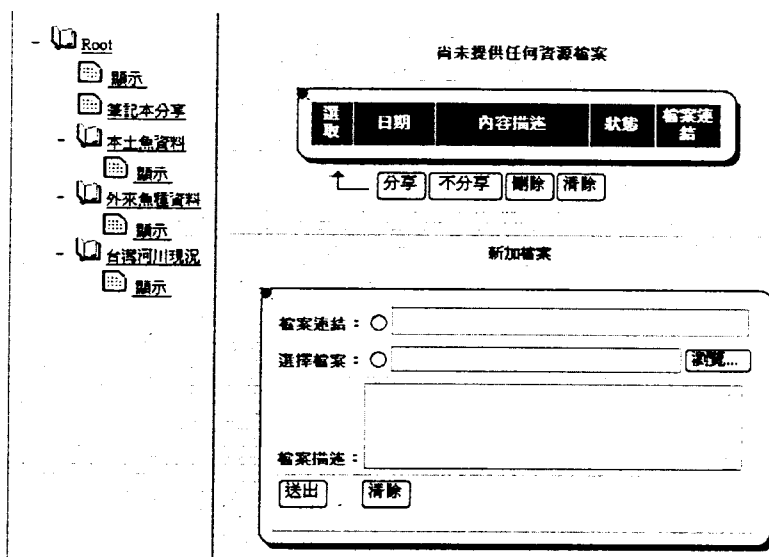 - Root
顯示
筆記本分享
- 本土魚資料
顯示
- 外來魚種資料
顯示
- 台灣河川現況
顯示
尚未提供任何資源檔案
選取 日期 內容描述 狀態 檔案連結
分享 不分享 刪除 清除
新加檔案
檔案連結：
選擇檔案： 瀏覽...
檔案描述：
送出 清除